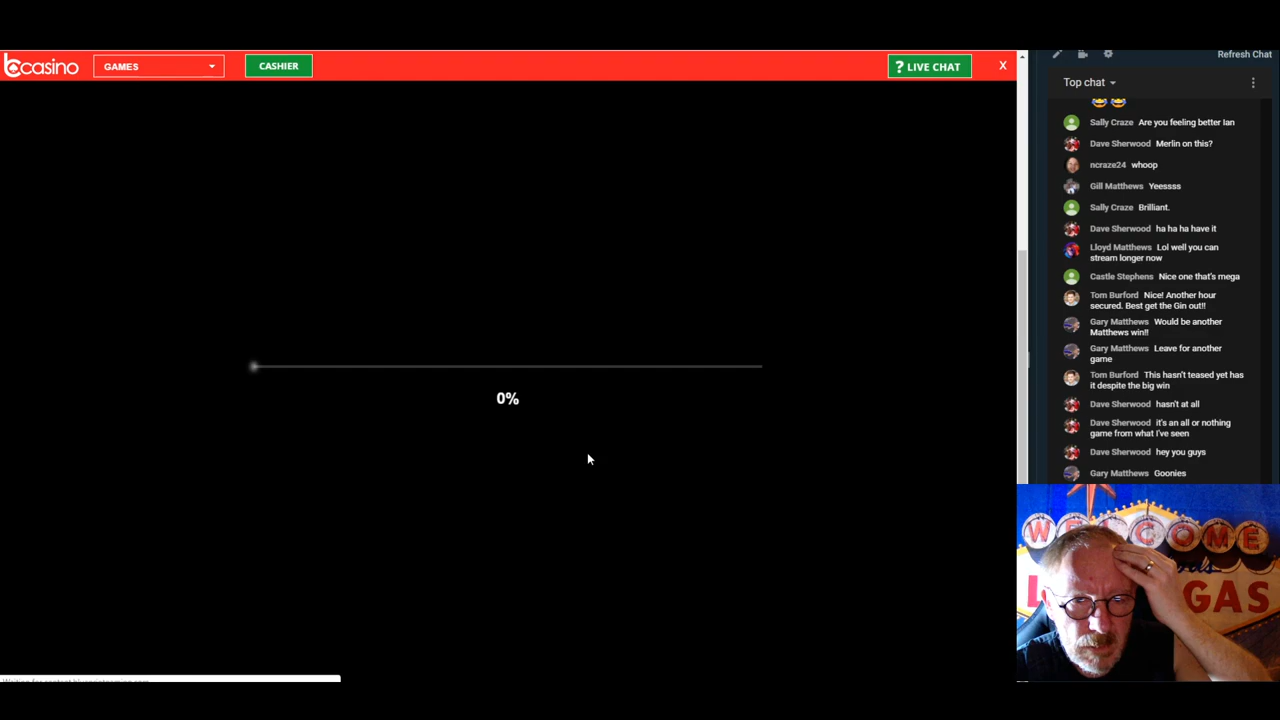 bcasino
GAMES
CASHIER
? LIVE CHAT
X
Refresh Chat
Top chat
Sally Craze Are you feeling better Ian
Dave Sherwood Merlin on this?
ncraze24 whoop
Gill Matthews Yeessss
Sally Craze Brilliant.
Dave Sherwood ha ha ha have it
Lloyd Matthews Lol well you can
stream longer now
Castle Stephens Nice one that's mega
Tom Burford Nice! Another hour
secured. Best get the Gin out!!
Gary Matthews Would be another
Matthews win!!
Gary Matthews Leave for another
game
Tom Burford This hasn't teased yet has
it despite the big win
Dave Sherwood hasn't at all
Dave Sherwood it's an all or nothing
game from what I've seen
Dave Sherwood hey you guys
Gary Matthews Goonies
0%
WELCOME
GAS